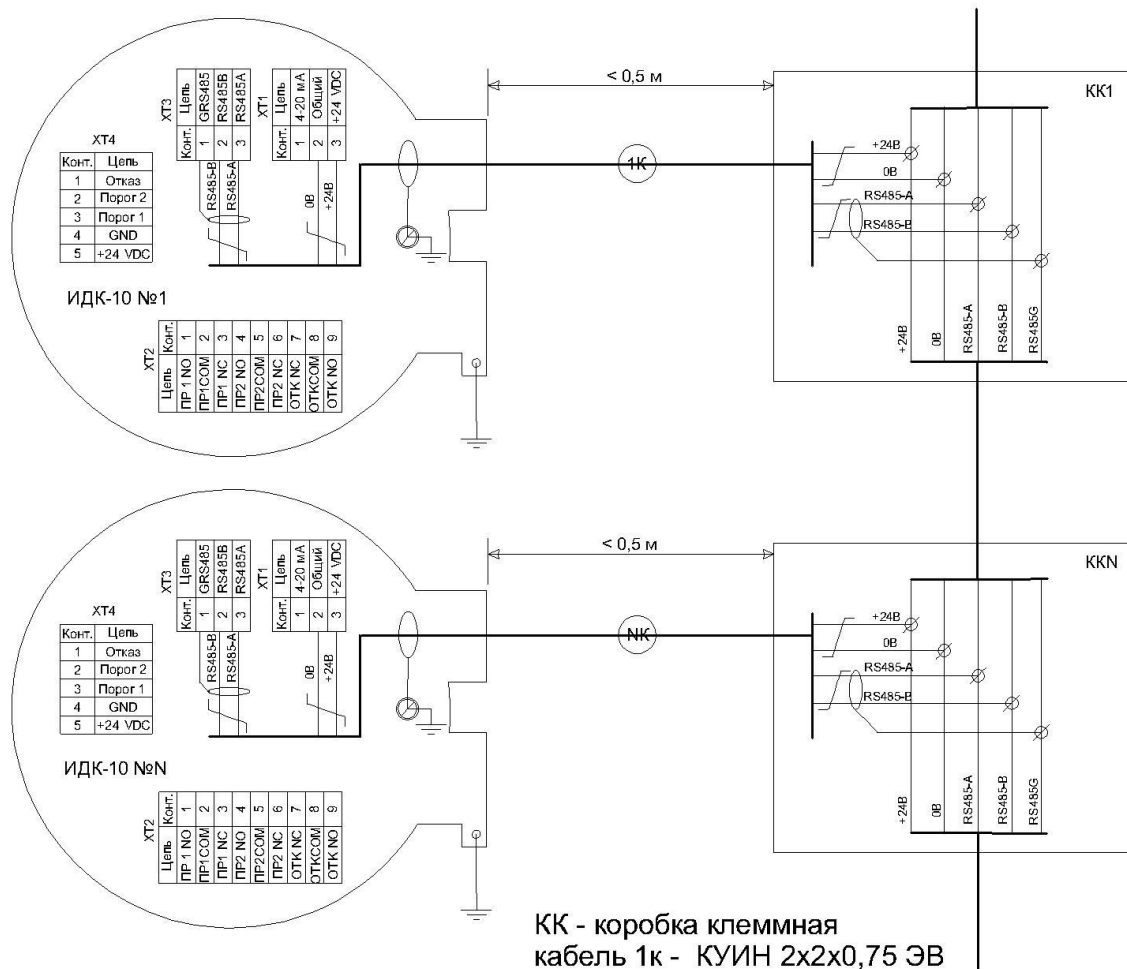 < 0,5 м
КК1
XT3
Конт. Цепь
1 GRS485
2 RS485B
3 RS485A
XT1
Конт. Цепь
1 4-20 мА
2 Общий
3 +24 VDC
XT4
Конт. Цепь
1 Отказ
2 Порог 2
3 Порог 1
4 GND
5 +24 VDC
RS485-B
RS485-A
0В
+24В
1К
+24В
0В
RS485-A
RS485-B
+24В
0В
RS485-A
RS485-B
RS485G
ИДК-10 №1
XT2
Цепь Конт.
ПР 1 NO 1
ПР1COM 2
ПР1 NC 3
ПР2 NO 4
ПР2COM 5
ПР2 NC 6
ОТК NC 7
ОТКCOM 8
ОТК NO 9
< 0,5 м
ККN
XT3
Конт. Цепь
1 GRS485
2 RS485B
3 RS485A
XT1
Конт. Цепь
1 4-20 мА
2 Общий
3 +24 VDC
XT4
Конт. Цепь
1 Отказ
2 Порог 2
3 Порог 1
4 GND
5 +24 VDC
RS485-B
RS485-A
0В
+24В
NК
+24В
0В
RS485-A
RS485-B
+24В
0В
RS485-A
RS485-B
RS485G
ИДК-10 №N
XT2
Цепь Конт.
ПР 1 NO 1
ПР1COM 2
ПР1 NC 3
ПР2 NO 4
ПР2COM 5
ПР2 NC 6
ОТК NC 7
ОТКCOM 8
ОТК NO 9
КК - коробка клеммная
кабель 1к - КУИН 2х2х0,75 ЭВ